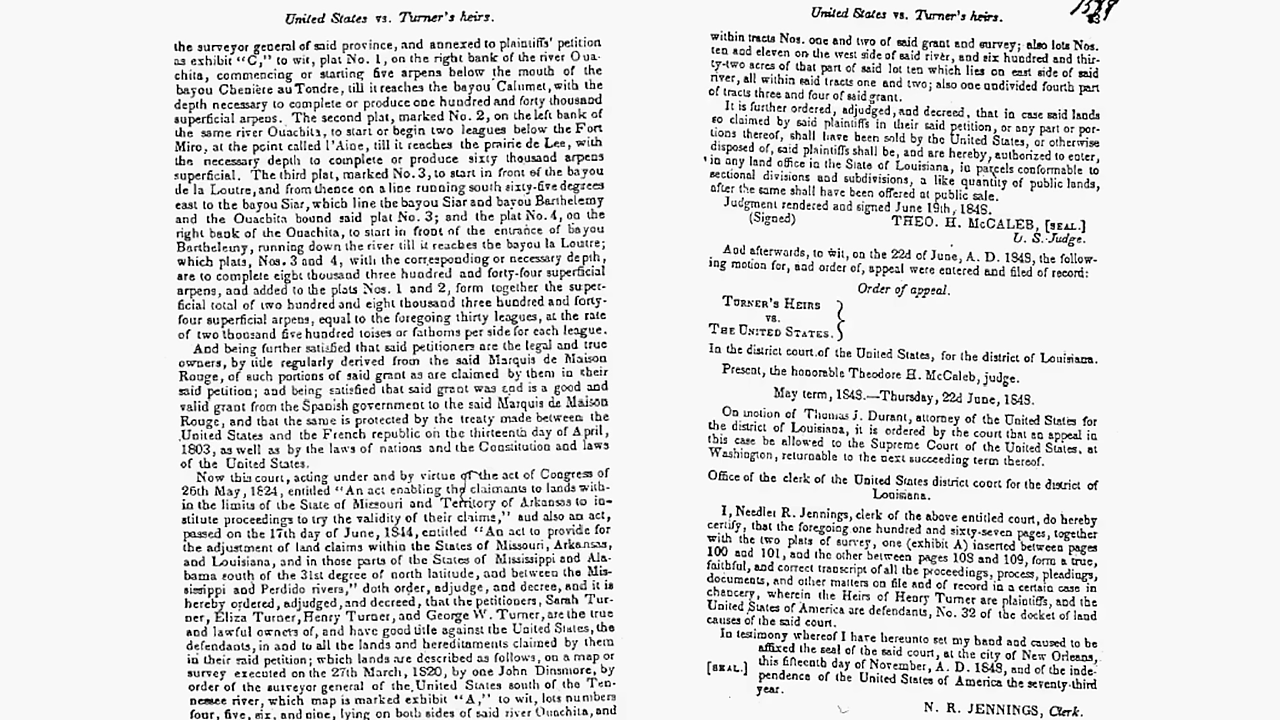 United States vs. Turner's heirs.
the surveyor general of said province, and annexed to plaintiffs' petition
as exhibit "C," to wit, plat No. 1, on the right bank of the river Oua-
chita, commencing or starting five arpens below the mouth of the
bayou Chenière au Tondre, till it reaches the bayou Calumet, with the
depth necessary to complete or produce one hundred and forty thousand
superficial arpens. The second plat, marked No. 2, on the left bank of
the same river Ouachita, to start or begin two leagues below the Fort
Miro, at the point called l'Aine, till it reaches the prairie de Lee, with
the necessary depth to complete or produce sixty thousand arpens
superficial. The third plat, marked No. 3, to start in front of the bayou
de la Loutre, and from thence on a line running south sixty-five degrees
east to the bayou Siar, which line the bayou Siar and bayou Barthelemy
and the Ouachita bound said plat No. 3; and the plat No. 4, on the
right bank of the Ouachita, to start in front of the entrance of bayou
Barthelemy, running down the river till it reaches the bayou la Loutre;
which plats, Nos. 3 and 4, with the corresponding or necessary depth,
are to complete eight thousand three hundred and forty-four superficial
arpens, and added to the plats Nos. 1 and 2, form together the super-
ficial total of two hundred and eight thousand three hundred and forty-
four superficial arpens, equal to the foregoing thirty leagues, at the rate
of two thousand five hundred toises or fathoms per side for each league.
And being further satisfied that said petitioners are the legal and true
owners, by title regularly derived from the said Marquis de Maison
Rouge, of such portions of said grant as are claimed by them in their
said petition; and being satisfied that said grant was and is a good and
valid grant from the Spanish government to the said Marquis de Maison
Rouge, and that the same is protected by the treaty made between the
United States and the French republic on the thirteenth day of April,
1803, as well as by the laws of nations and the Constitution and laws
of the United States.
Now this court, acting under and by virtue of the act of Congress of
26th May, 1824, entitled "An act enabling the claimants to lands with-
in the limits of the State of Missouri and Territory of Arkansas to in-
stitute proceedings to try the validity of their claims," and also an act,
passed on the 17th day of June, 1844, entitled "An act to provide for
the adjustment of land claims within the States of Missouri, Arkansas,
and Louisiana, and in those parts of the States of Mississippi and Ala-
bama south of the 31st degree of north latitude, and between the Mis-
sissippi and Perdido rivers," doth order, adjudge, and decree, and it is
hereby ordered, adjudged, and decreed, that the petitioners, Sarah Tur-
ner, Eliza Turner, Henry Turner, and George W. Turner, are the true
and lawful owners of, and have good title against the United States, the
defendants, in and to all the lands and hereditaments claimed by them
in their said petition; which lands are described as follows, on a map or
survey executed on the 27th March, 1820, by one John Dinsmore, by
order of the surveyor general of the United States south of the Ten-
nessee river, which map is marked exhibit "A," to wit, lots numbers
four, five, six, and nine, lying on both sides of said river Ouachita, and
United States vs. Turner's heirs.
within tracts Nos. one and two of said grant and survey; also lots Nos.
ten and eleven on the west side of said river, and six hundred and thir-
ty-two acres of that part of said lot ten which lies on east side of said
river, all within said tracts one and two; also one undivided fourth part
of tracts three and four of said grant.
It is further ordered, adjudged, and decreed, that in case said lands
so claimed by said plaintiffs in their said petition, or any part or por-
tions thereof, shall have been sold by the United States, or otherwise
disposed of, said plaintiffs shall be, and are hereby, authorized to enter,
in any land office in the State of Louisiana, in parcels conformable to
sectional divisions and subdivisions, a like quantity of public lands,
after the same shall have been offered at public sale.
Judgment rendered and signed June 19th, 1848.
(Signed) THEO. H. McCALEB, [SEAL.]
U. S. Judge.
And afterwards, to wit, on the 22d of June, A. D. 1848, the follow-
ing motion for, and order of, appeal were entered and filed of record:
Order of appeal.
TURNER'S HEIRS
vs.
THE UNITED STATES.
In the district court of the United States, for the district of Louisiana.
Present, the honorable Theodore H. McCaleb, judge.
May term, 1848.—Thursday, 22d June, 1848.
On motion of Thomas J. Durant, attorney of the United States for
the district of Louisiana, it is ordered by the court that an appeal in
this case be allowed to the Supreme Court of the United States, at
Washington, returnable to the next succeeding term thereof.
Office of the clerk of the United States district court for the district of
Louisiana.
I, Needler R. Jennings, clerk of the above entitled court, do hereby
certify, that the foregoing one hundred and sixty-seven pages, together
with the two plats of survey, one (exhibit A) inserted between pages
100 and 101, and the other between pages 108 and 109, form a true,
faithful, and correct transcript of all the proceedings, process, pleadings,
documents, and other matters on file and of record in a certain case in
chancery, wherein the Heirs of Henry Turner are plaintiffs, and the
United States of America are defendants, No. 32 of the docket of land
causes of the said court.
In testimony whereof I have hereunto set my hand and caused to be
affixed the seal of the said court, at the city of New Orleans,
[SEAL.] this fifteenth day of November, A. D. 1848, and of the inde-
pendence of the United States of America the seventy-third
year.
N. R. JENNINGS, Clerk.